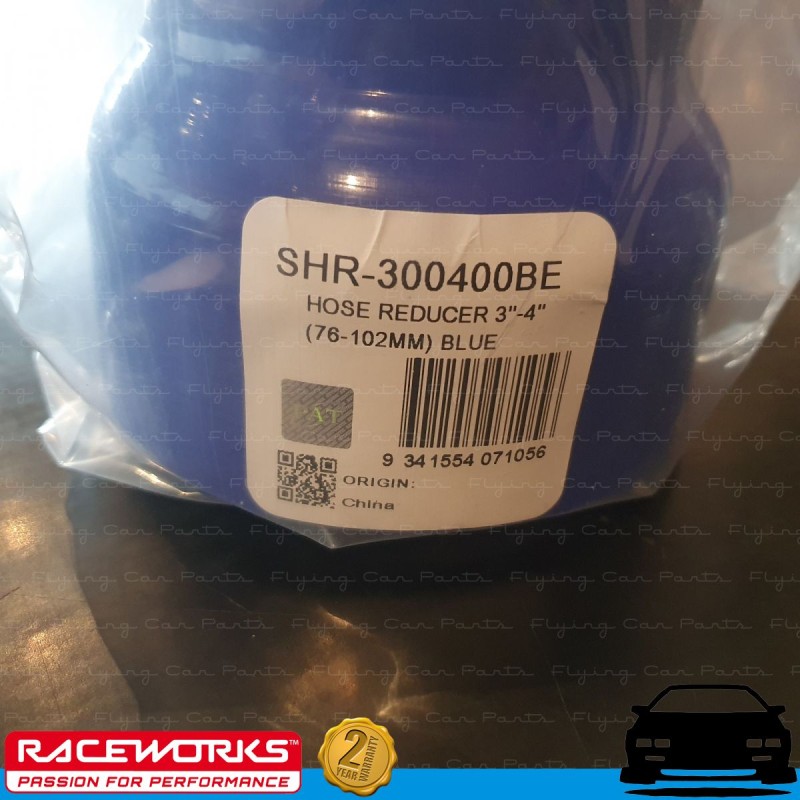 SHR-300400BE
HOSE REDUCER 3"-4"
(76-102MM) BLUE
PAT
9 341554 071056
ORIGIN:
China
Flying Car Parts
RACEWORKS™
PASSION FOR PERFORMANCE
2
YEAR WARRANTY